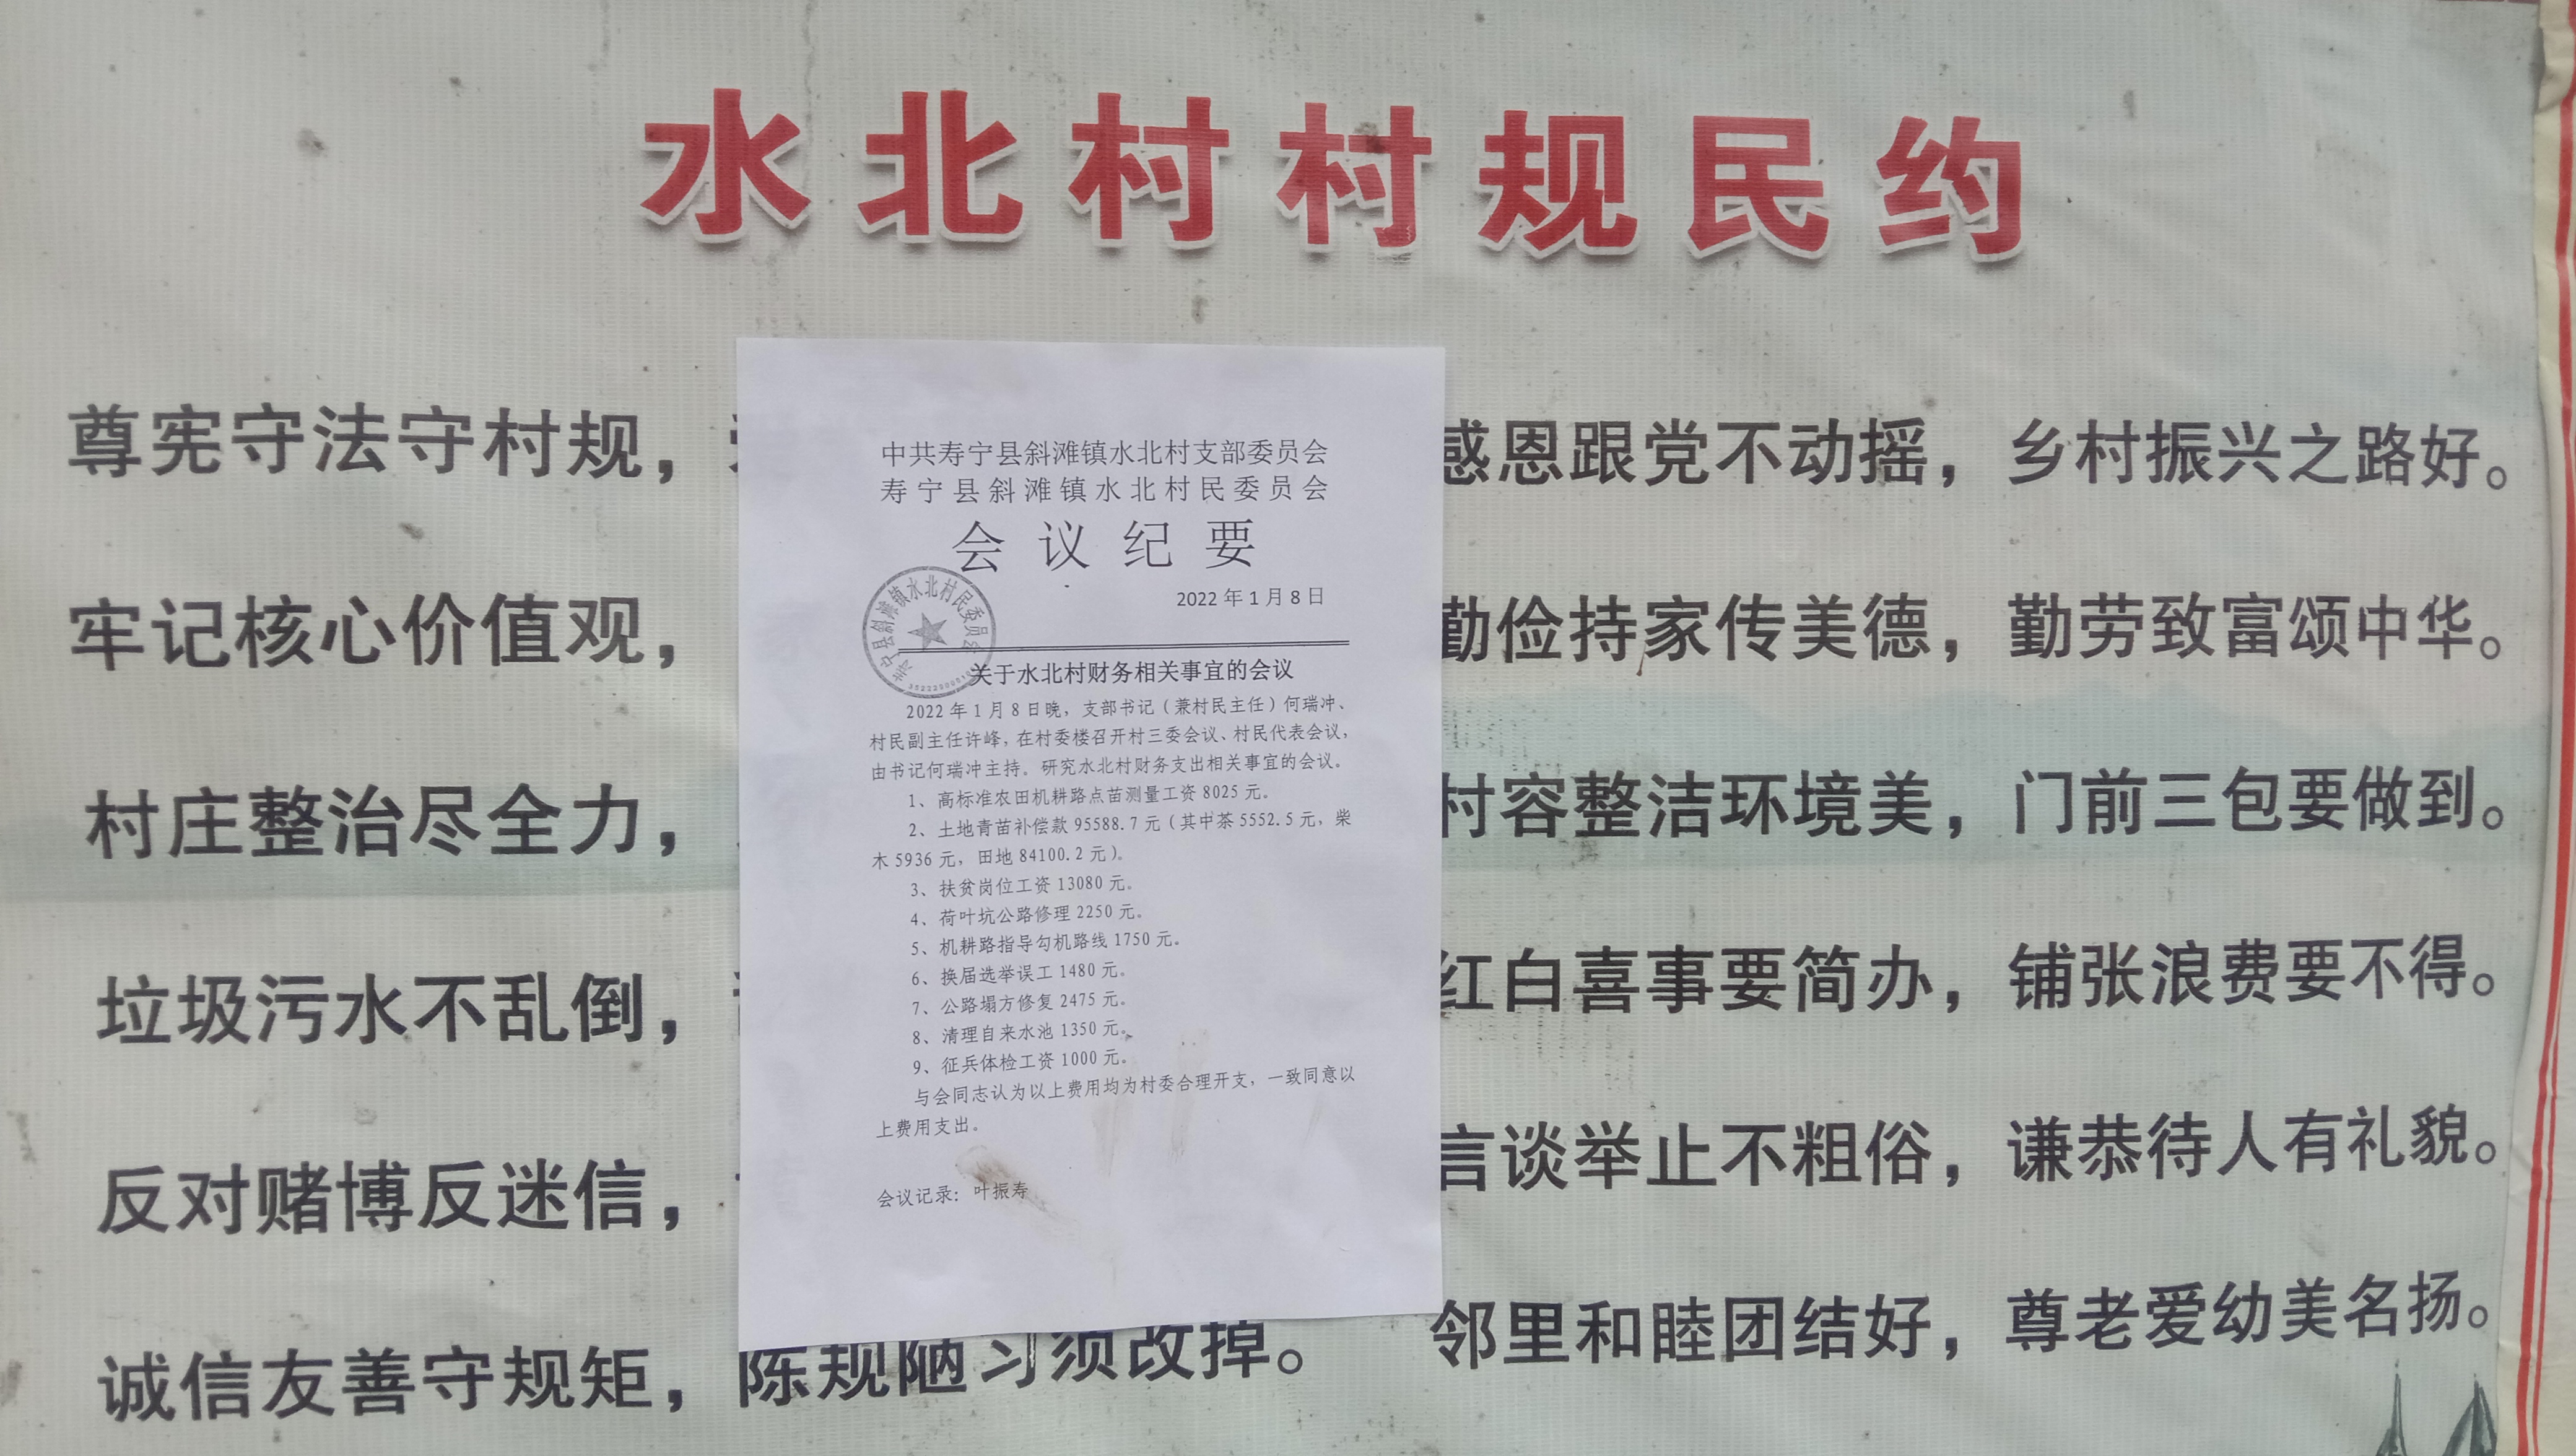 水北村村规民约
尊宪守法守村规，
感恩跟党不动摇，乡村振兴之路好。
牢记核心价值观，
勤俭持家传美德，勤劳致富颂中华。
村庄整治尽全力，
村容整洁环境美，门前三包要做到。
垃圾污水不乱倒，
红白喜事要简办，铺张浪费要不得。
反对赌博反迷信，
言谈举止不粗俗，谦恭待人有礼貌。
诚信友善守规矩，陈规陋习须改掉。
邻里和睦团结好，尊老爱幼美名扬。
中共寿宁县斜滩镇水北村支部委员会
寿宁县斜滩镇水北村民委员会
会议纪要
2022年1月8日
寿宁县斜滩镇水北村民委员会
关于水北村财务相关事宜的会议
2022年1月8日晚，支部书记（兼村民主任）何瑞冲、
村民副主任许峰，在村委楼召开村三委会议、村民代表会议，
由书记何瑞冲主持。研究水北村财务支出相关事宜的会议。
1、高标准农田机耕路点苗测量工资8025元。
2、土地青苗补偿款95588.7元（其中茶5552.5元，柴
木5936元，田地84100.2元）。
3、扶贫岗位工资13080元。
4、荷叶坑公路修理2250元。
5、机耕路指导勾机路线1750元。
6、换届选举误工1480元。
7、公路塌方修复2475元。
8、清理自来水池1350元。
9、征兵体检工资1000元。
与会同志认为以上费用均为村委合理开支，一致同意以
上费用支出。
会议记录：叶振寿